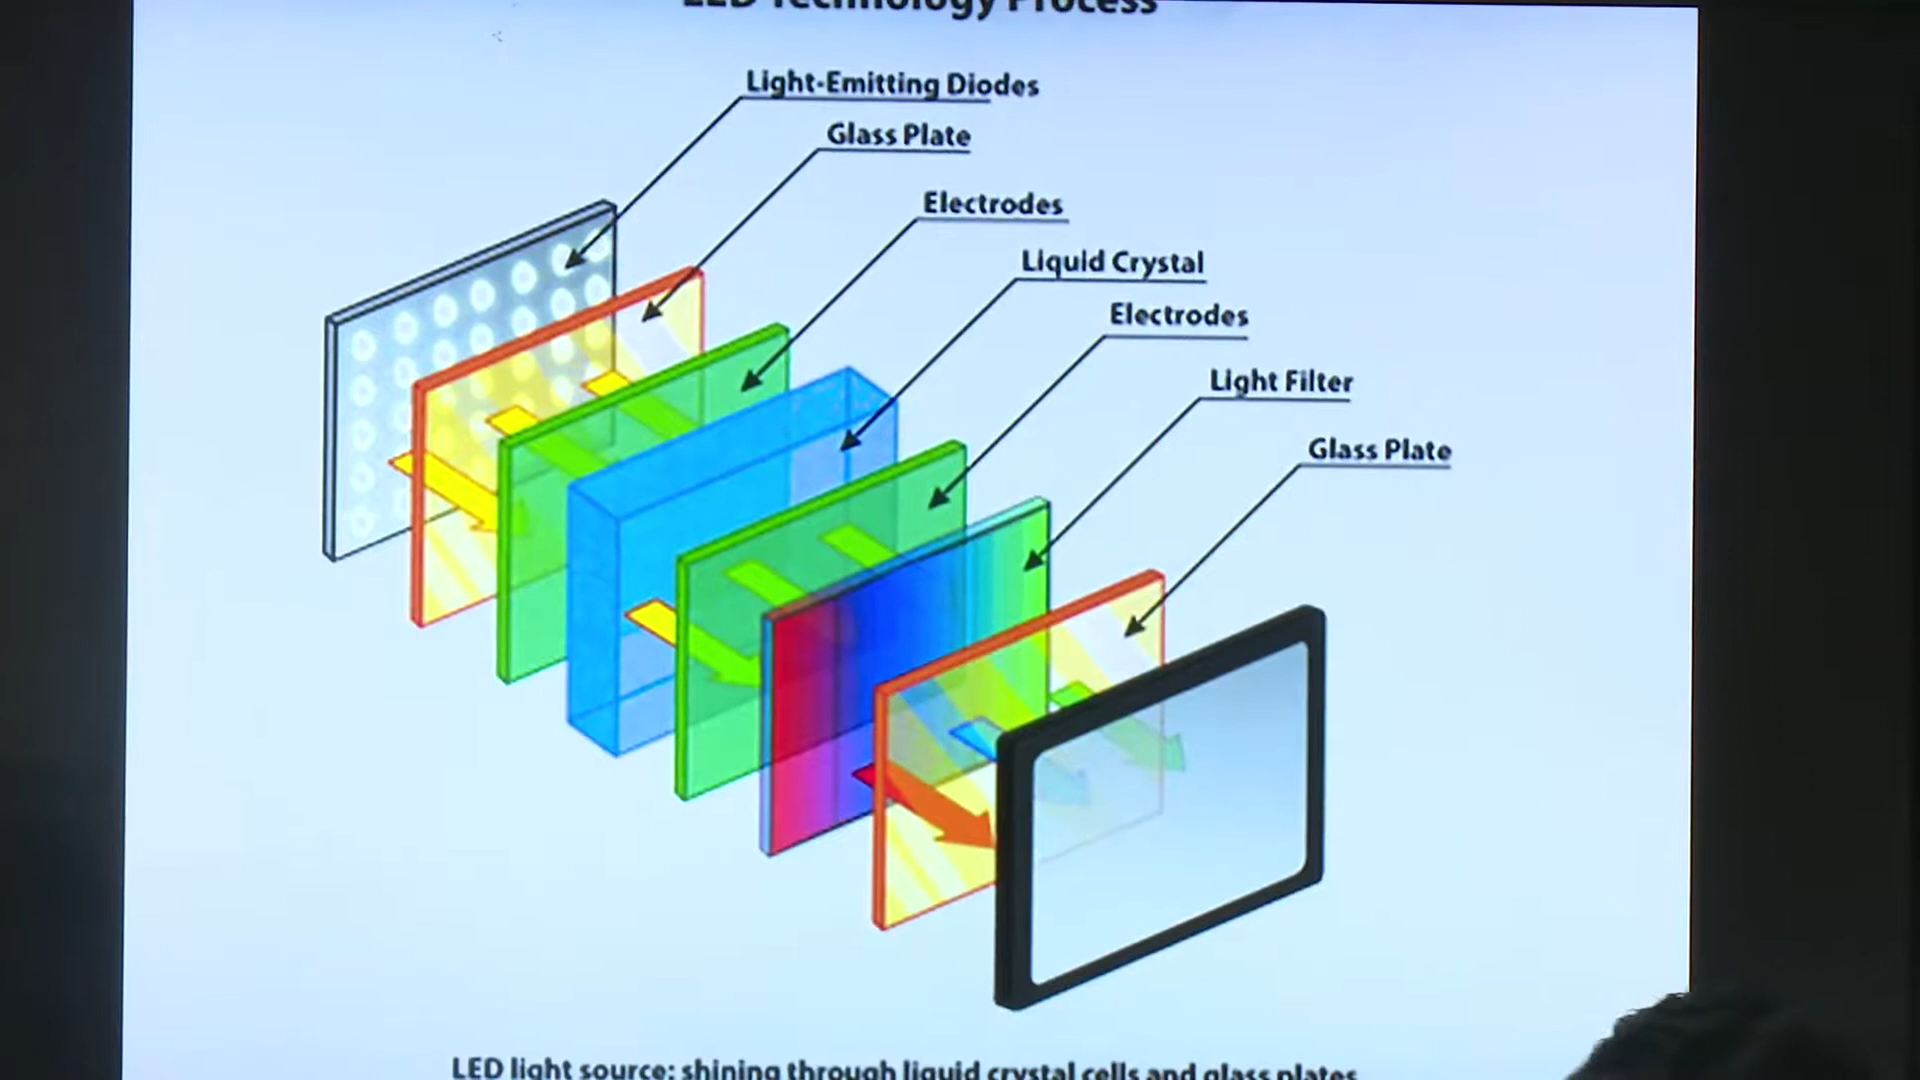 LED Technology Process
Light-Emitting Diodes
Glass Plate
Electrodes
Liquid Crystal
Electrodes
Light Filter
Glass Plate
LED light source: shining through liquid crystal cells and glass plates